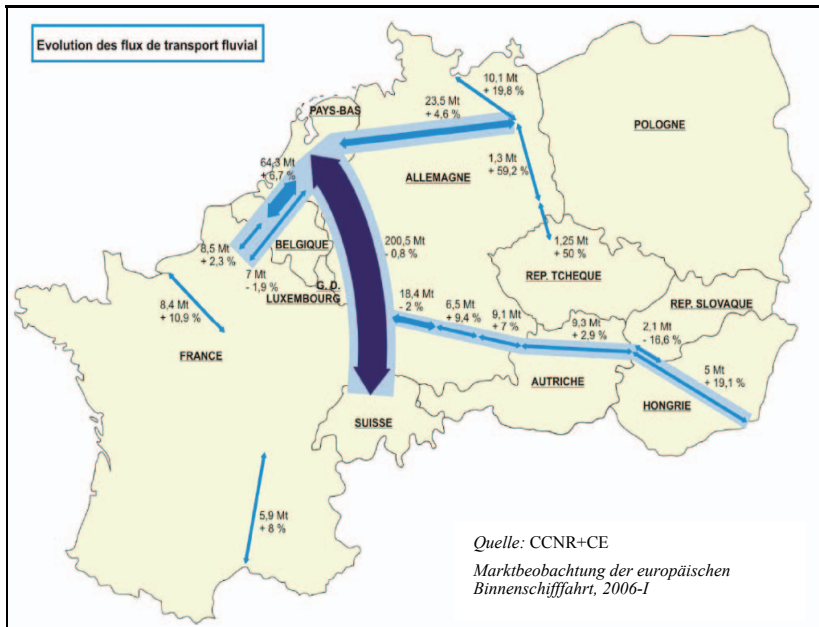 Evolution des flux de transport fluvial
10,1 Mt
+ 19,8 %
23,5 Mt
+ 4,6 %
PAYS-BAS
POLOGNE
64,3 Mt
+ 6,7 %
1,3 Mt
+ 59,2 %
ALLEMAGNE
8,5 Mt
+ 2,3 %
BELGIQUE
200,5 Mt
- 0,8 %
1,25 Mt
+ 50 %
REP. TCHEQUE
7 Mt
- 1,9 %
G. D.
LUXEMBOURG
18,4 Mt
- 2 %
6,5 Mt
+ 9,4 %
9,1 Mt
+ 7 %
9,3 Mt
+ 2,9 %
REP. SLOVAQUE
2,1 Mt
- 16,6 %
8,4 Mt
+ 10,9 %
FRANCE
5 Mt
+ 19,1 %
AUTRICHE
HONGRIE
SUISSE
5,9 Mt
+ 8 %
Quelle: CCNR+CE
Marktbeobachtung der europäischen
Binnenschifffahrt, 2006-I